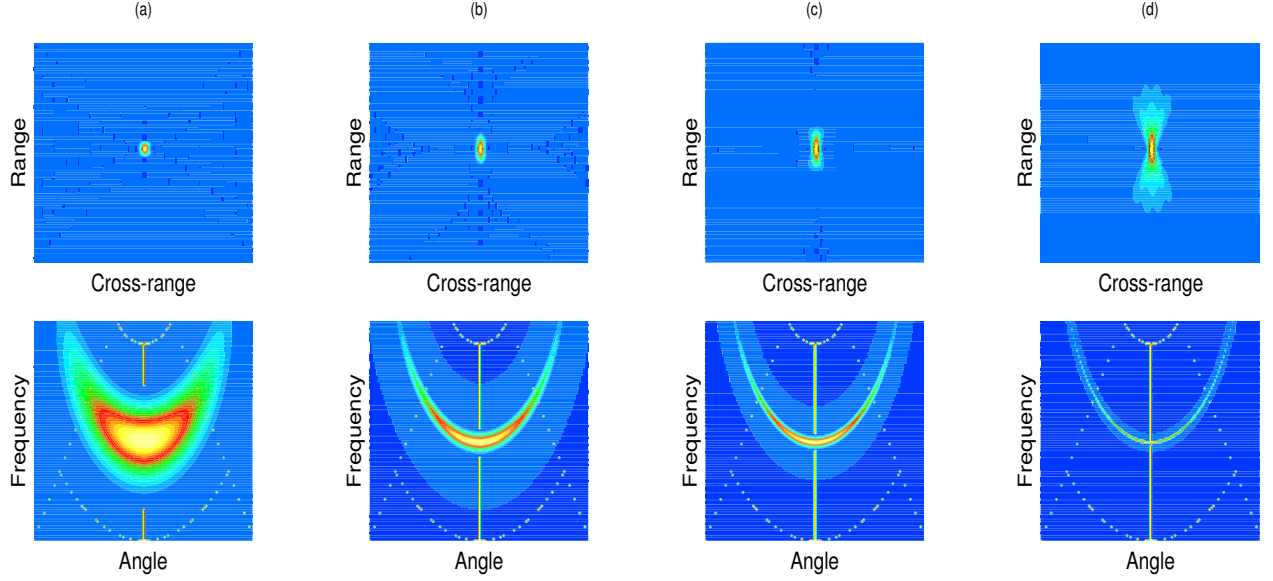 (a) (b) (c) (d)
Range Range Range Range
Cross-range Cross-range Cross-range Cross-range
Frequency Frequency Frequency Frequency
Angle Angle Angle Angle